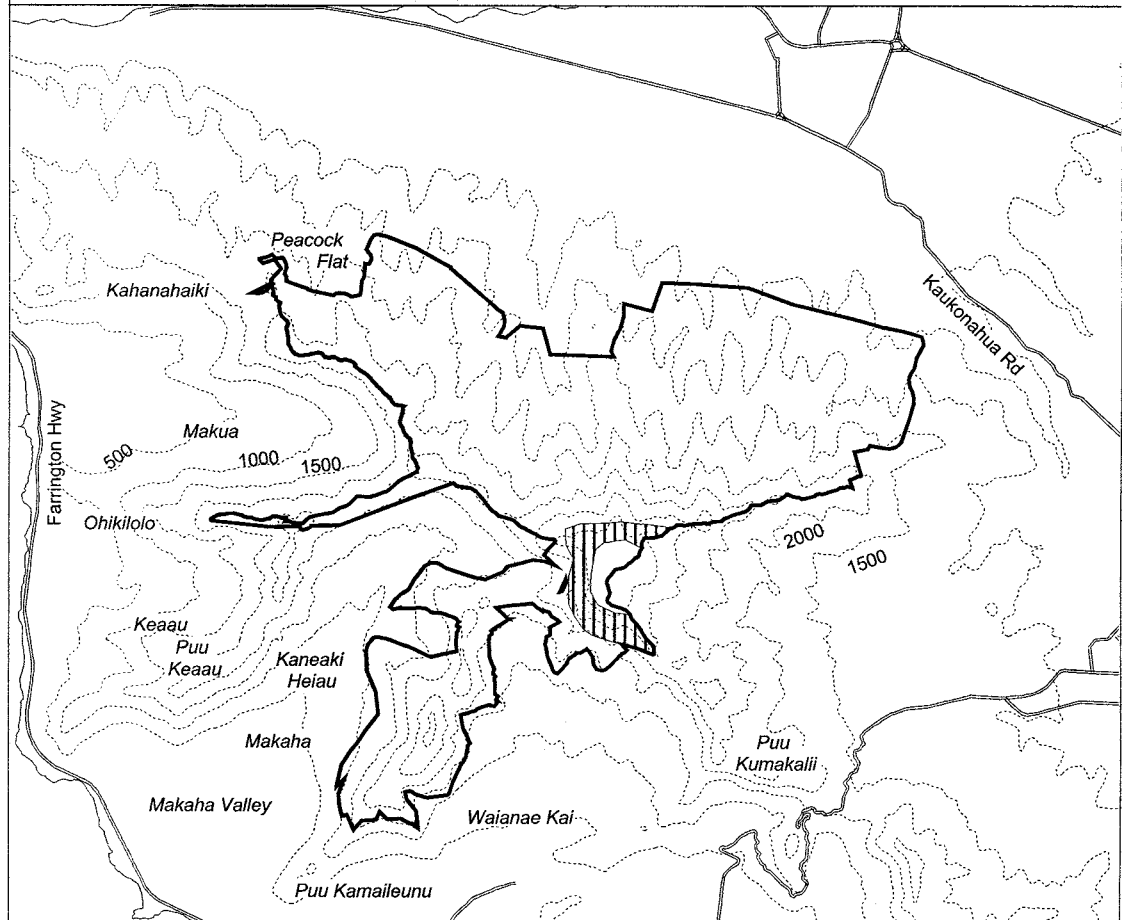 Peacock
Flat
Kahanahaiki
Kaukonahua Rd
Farrington Hwy
Makua
500
1000
1500
Ohikilolo
2000
1500
Keaau
Puu
Keaau
Kaneaki
Heiau
Makaha
Puu
Kumakalii
Makaha Valley
Waianae Kai
Puu Kamaileunu